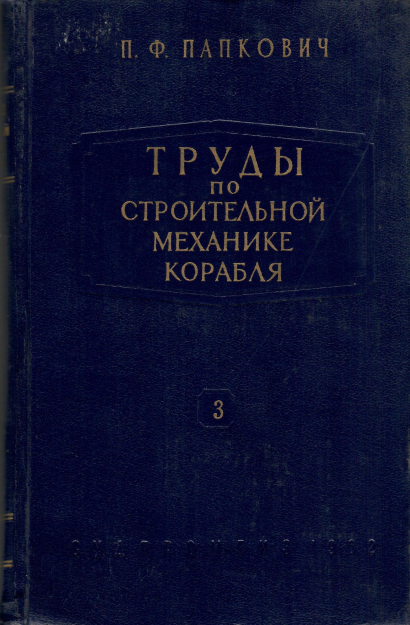 П. Ф. ПАПКОВИЧ
ТРУДЫ
ПО
СТРОИТЕЛЬНОЙ
МЕХАНИКЕ
КОРАБЛЯ
3